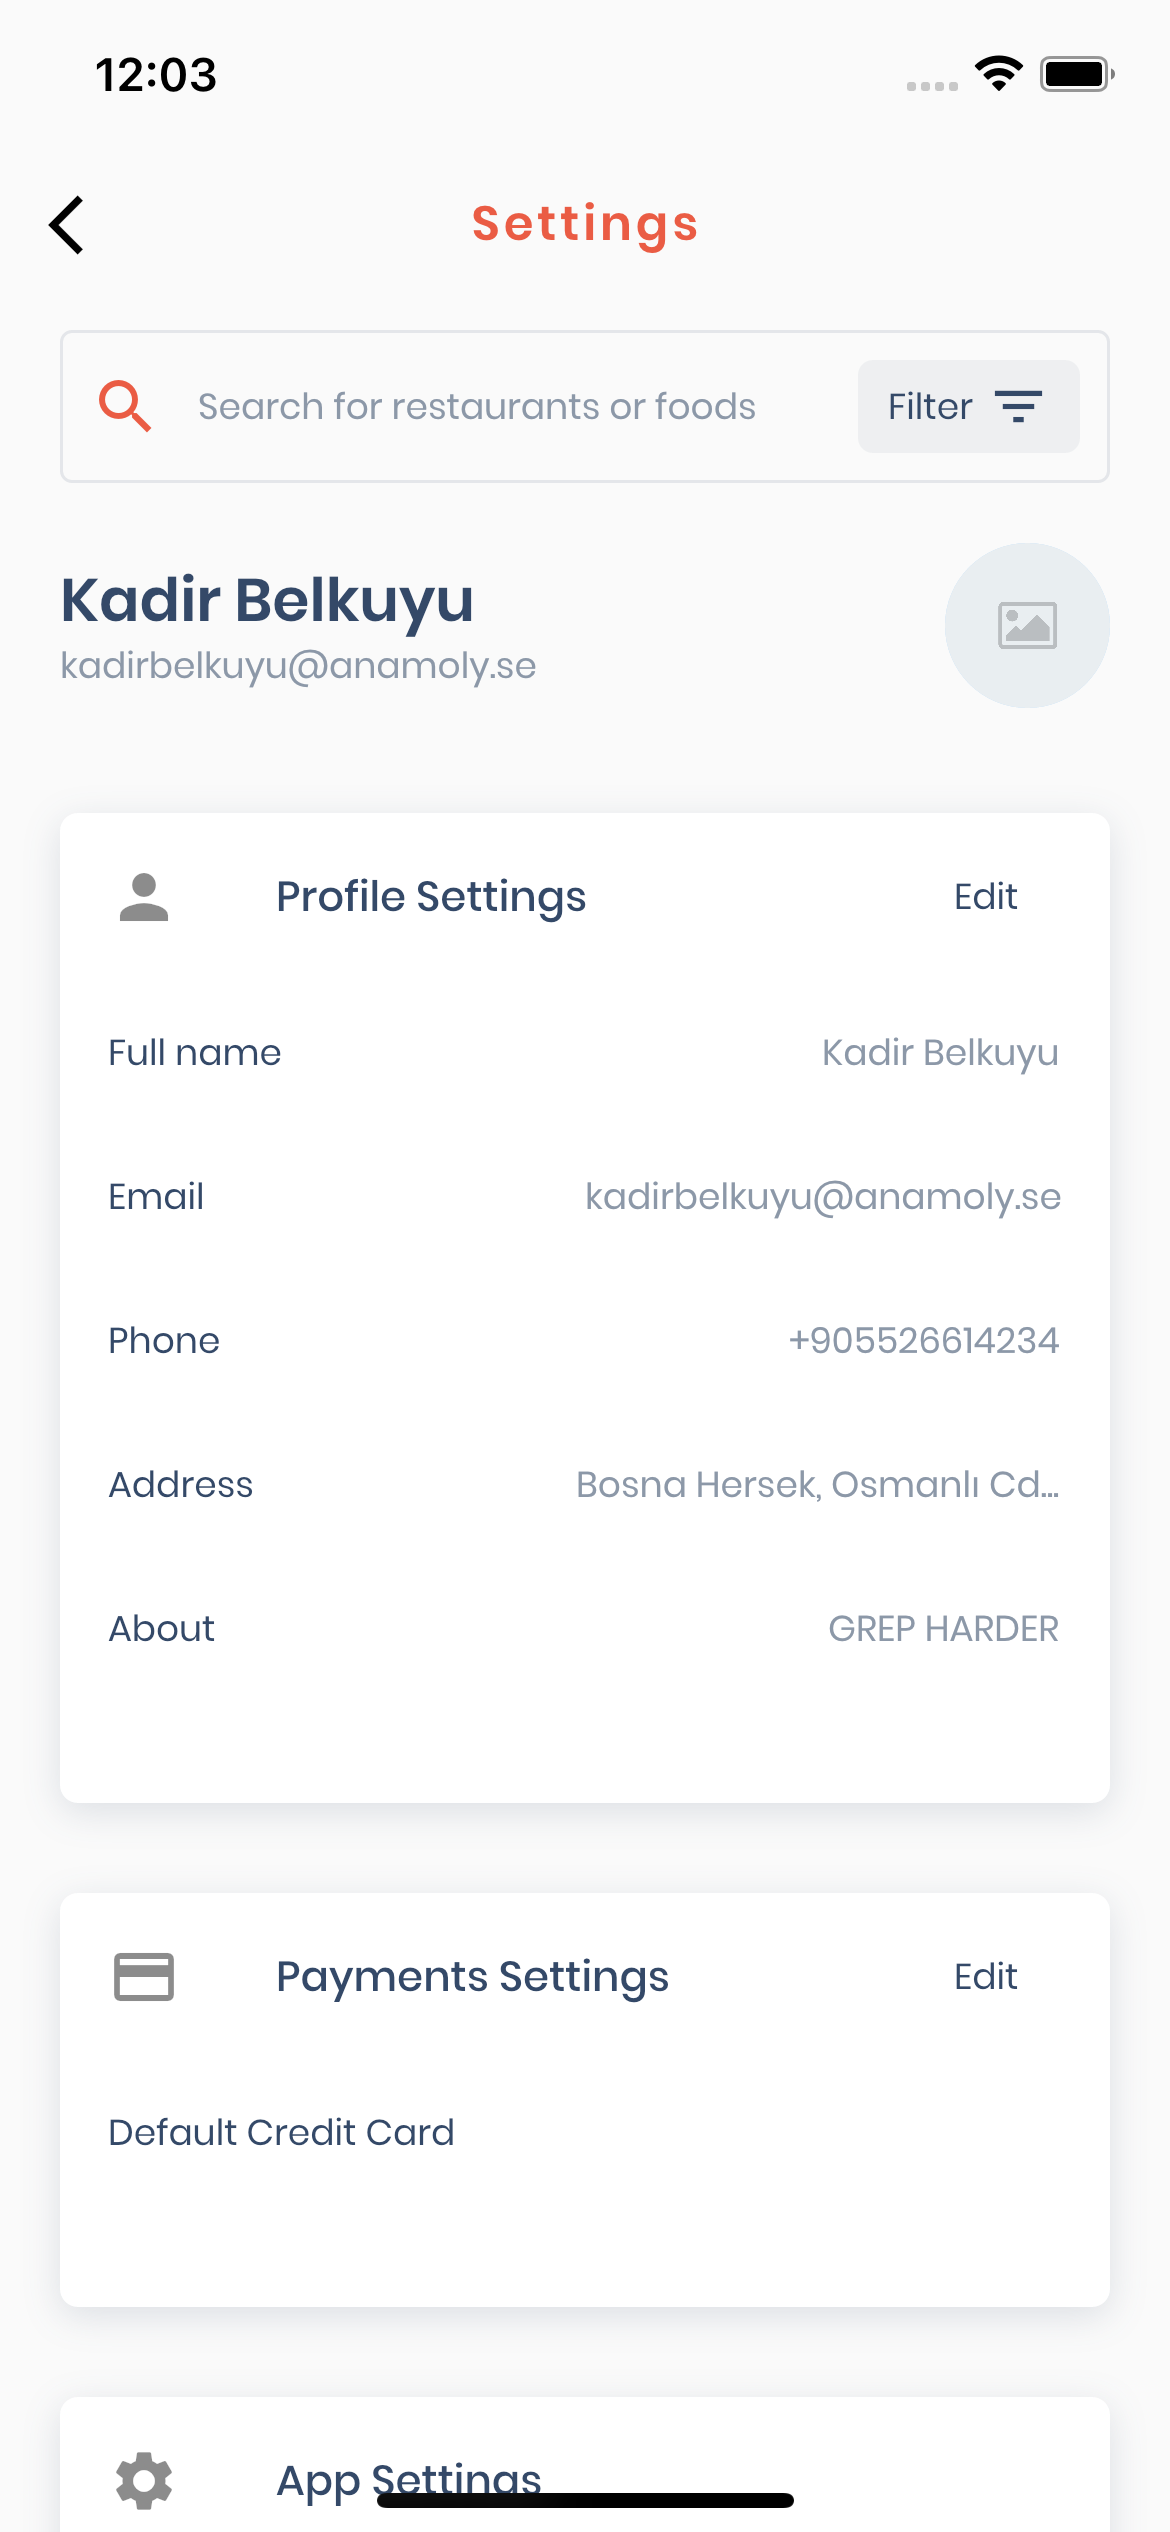 12:03
Settings
Search for restaurants or foods
Filter
Kadir Belkuyu
kadirbelkuyu@anamoly.se
Profile Settings
Edit
Full name
Kadir Belkuyu
Email
kadirbelkuyu@anamoly.se
Phone
+905526614234
Address
Bosna Hersek, Osmanlı Cd...
About
GREP HARDER
Payments Settings
Edit
Default Credit Card
App Settings